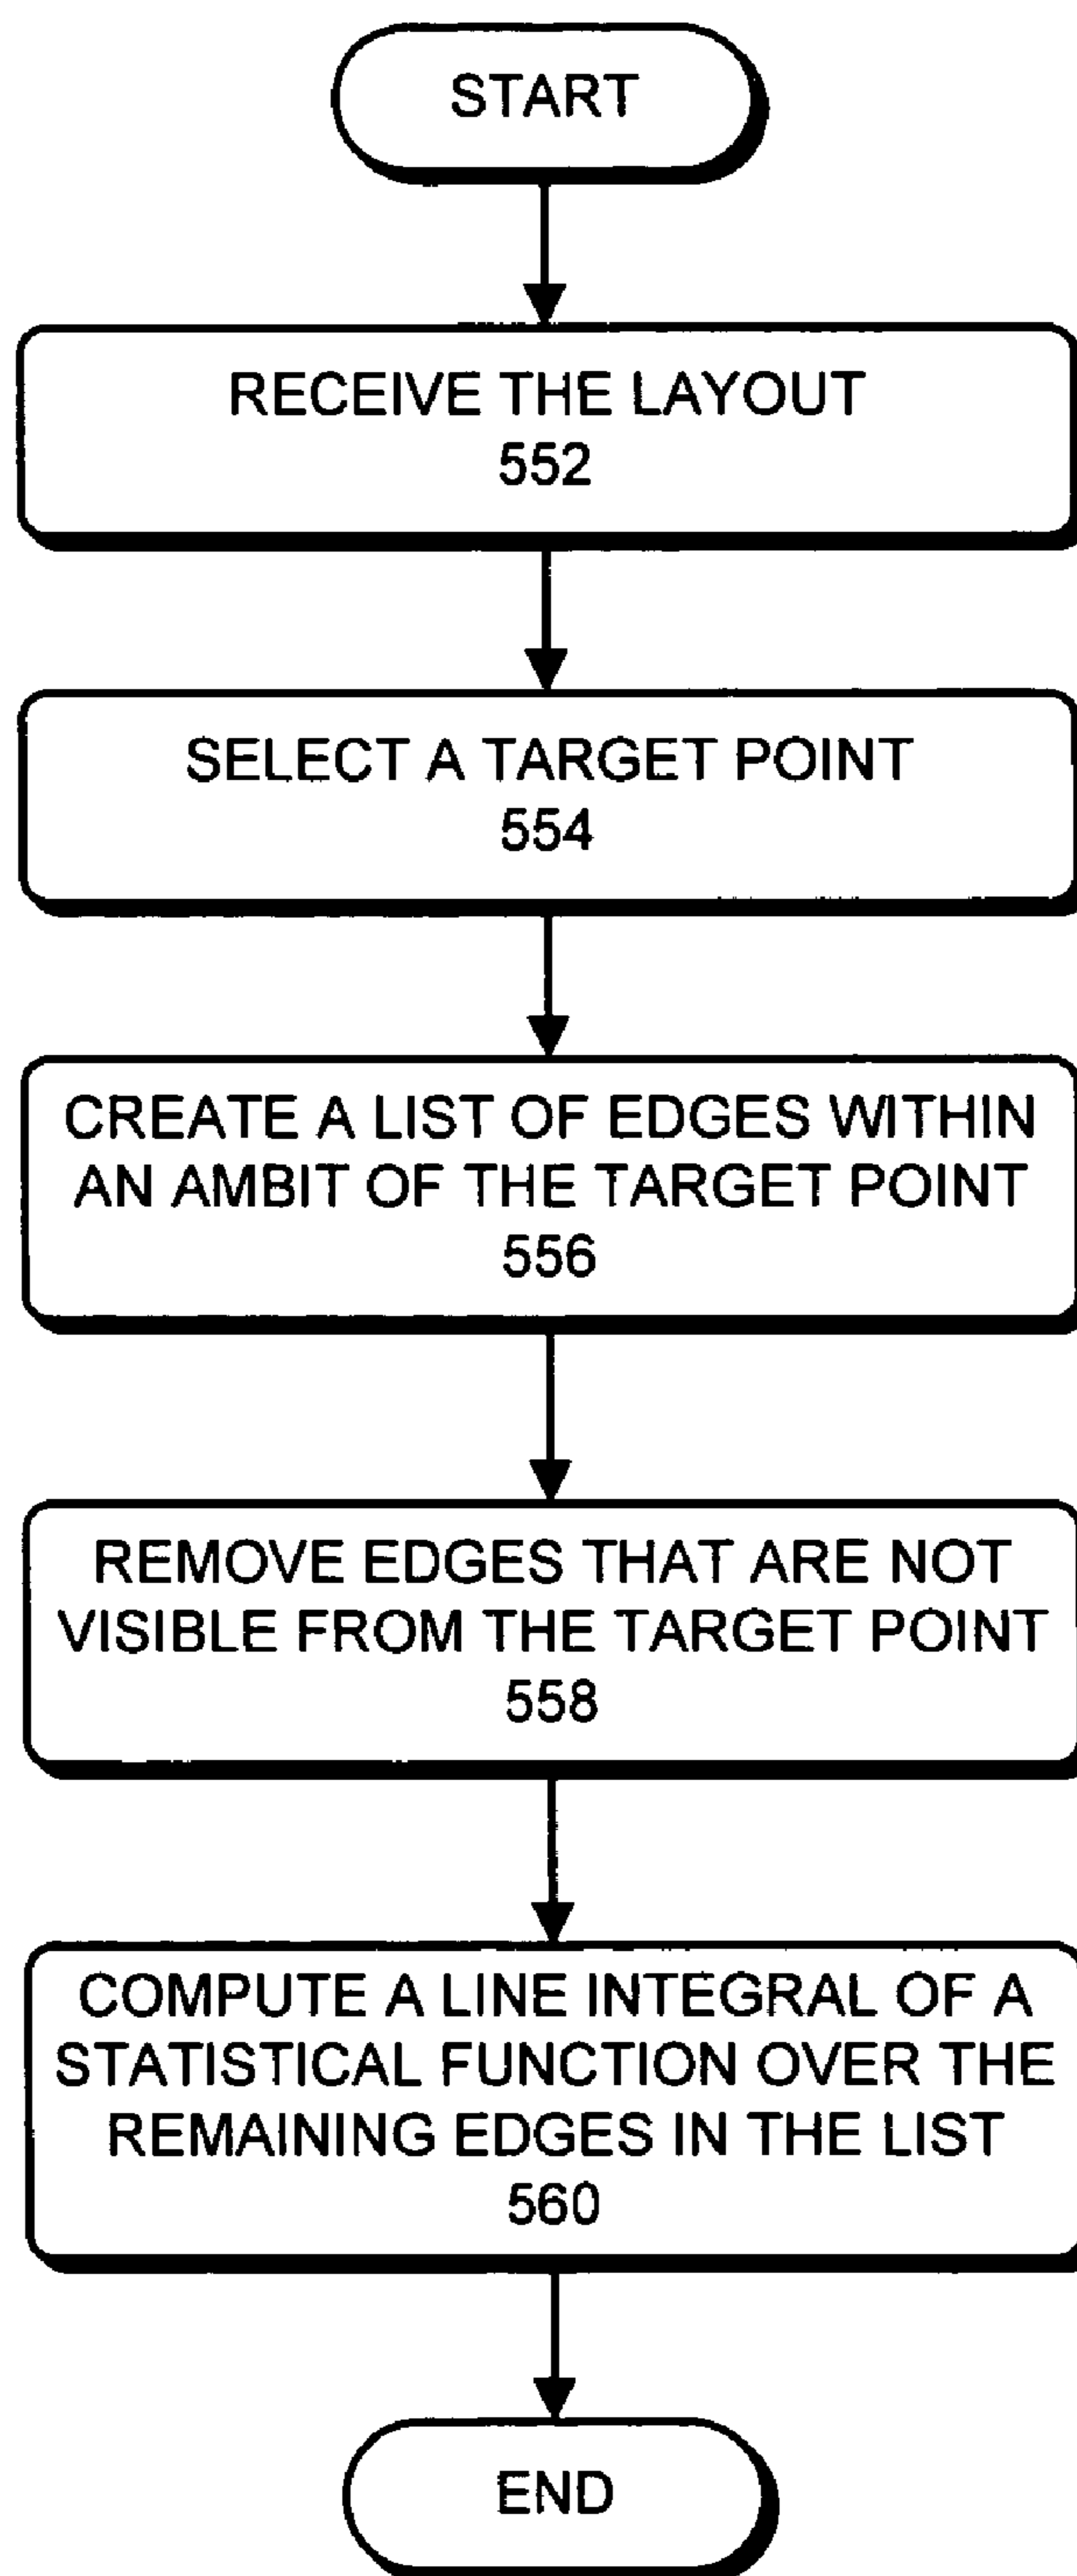 START
RECEIVE THE LAYOUT
552
SELECT A TARGET POINT
554
CREATE A LIST OF EDGES WITHIN
AN AMBIT OF THE TARGET POINT
556
REMOVE EDGES THAT ARE NOT
VISIBLE FROM THE TARGET POINT
558
COMPUTE A LINE INTEGRAL OF A
STATISTICAL FUNCTION OVER THE
REMAINING EDGES IN THE LIST
560
END